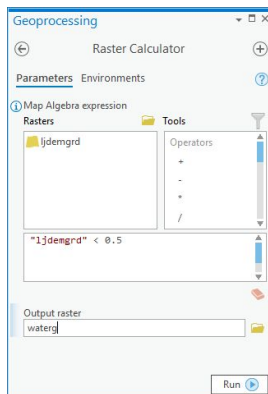 Geoprocessing
Raster Calculator
Parameters Environments
Map Algebra expression
Rasters Tools
ljdemgrd Operators
+
-
*
/
"ljdemgrd" < 0.5
Output raster
waterg
Run